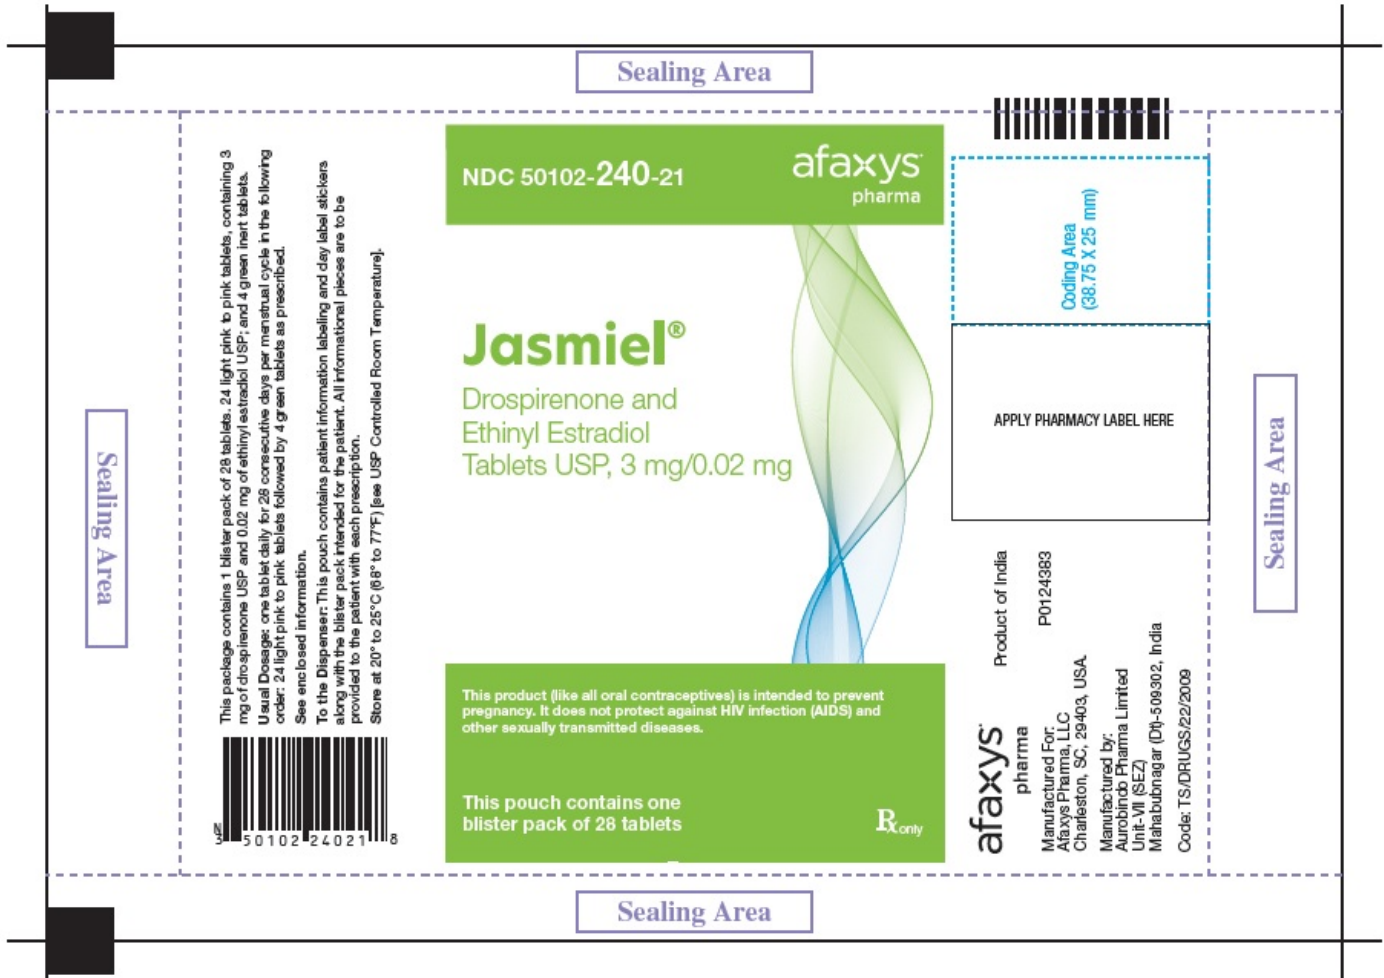 Sealing Area
Sealing Area
This package contains 1 blister pack of 28 tablets. 24 light pink to pink tablets, containing 3
mg of drospirenone USP and 0.02 mg of ethinyl estradiol USP; and 4 green inert tablets.
Usual Dosage: one tablet daily for 28 consecutive days per menstrual cycle in the following
order: 24 light pink to pink tablets followed by 4 green tablets as prescribed.
See enclosed information.
To the Dispenser: This pouch contains patient information labeling and day label stickers
along with the blister pack intended for the patient. All informational pieces are to be
provided to the patient with each prescription.
Store at 20° to 25°C (68° to 77°F) [see USP Controlled Room Temperature].
N
3 50102 24021 8
NDC 50102-240-21
afaxys
pharma
Jasmiel®
Drospirenone and
Ethinyl Estradiol
Tablets USP, 3 mg/0.02 mg
This product (like all oral contraceptives) is intended to prevent
pregnancy. It does not protect against HIV infection (AIDS) and
other sexually transmitted diseases.
This pouch contains one
blister pack of 28 tablets
Rx only
Coding Area
(38.75 X 25 mm)
APPLY PHARMACY LABEL HERE
afaxys
pharma
Product of India
P0124383
Manufactured For:
Afaxys Pharma, LLC
Charleston, SC, 29403, USA.
Manufactured by:
Aurobindo Pharma Limited
Unit-VII (SEZ)
Mahabubnagar (Dt)-509302, India
Code: TS/DRUGS/22/2009
Sealing Area
Sealing Area